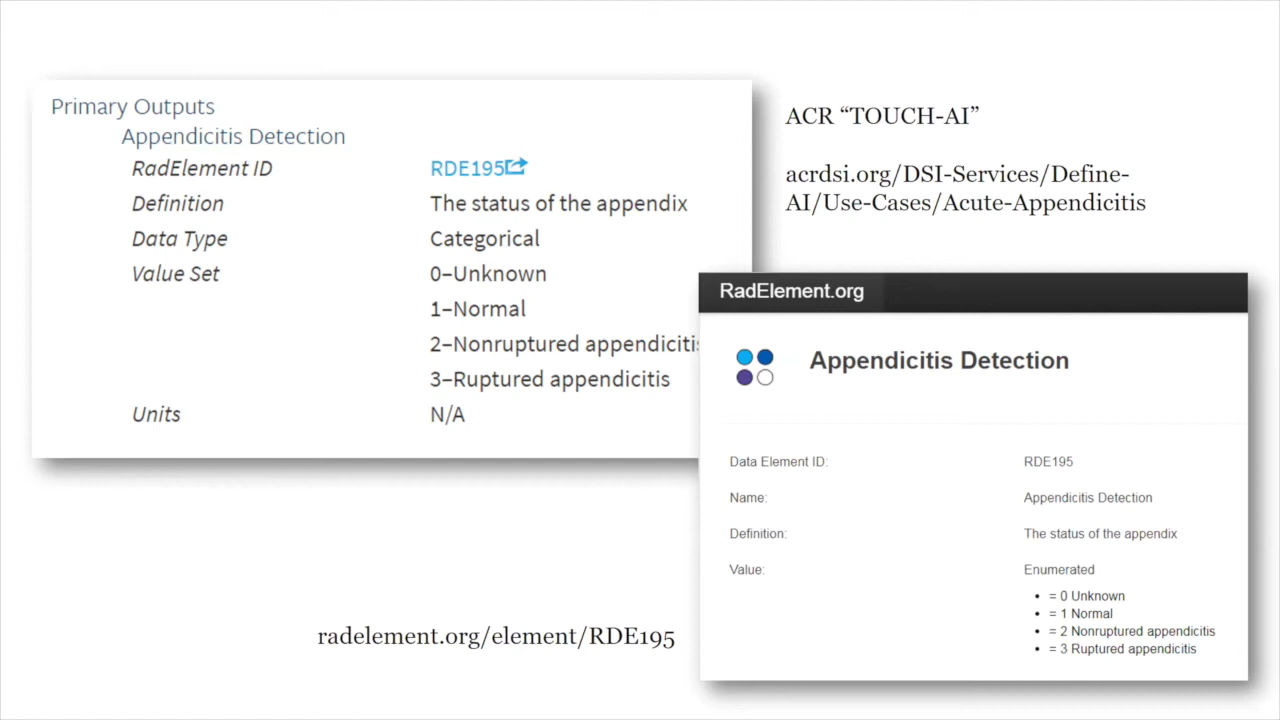 Primary Outputs
Appendicitis Detection
RadElement ID RDE195
Definition The status of the appendix
Data Type Categorical
Value Set 0–Unknown
1–Normal
2–Nonruptured appendicitis
3–Ruptured appendicitis
Units N/A
ACR “TOUCH-AI”
acrdsi.org/DSI-Services/Define-
AI/Use-Cases/Acute-Appendicitis
RadElement.org
Appendicitis Detection
Data Element ID: RDE195
Name: Appendicitis Detection
Definition: The status of the appendix
Value: Enumerated
• = 0 Unknown
• = 1 Normal
• = 2 Nonruptured appendicitis
• = 3 Ruptured appendicitis
radelement.org/element/RDE195